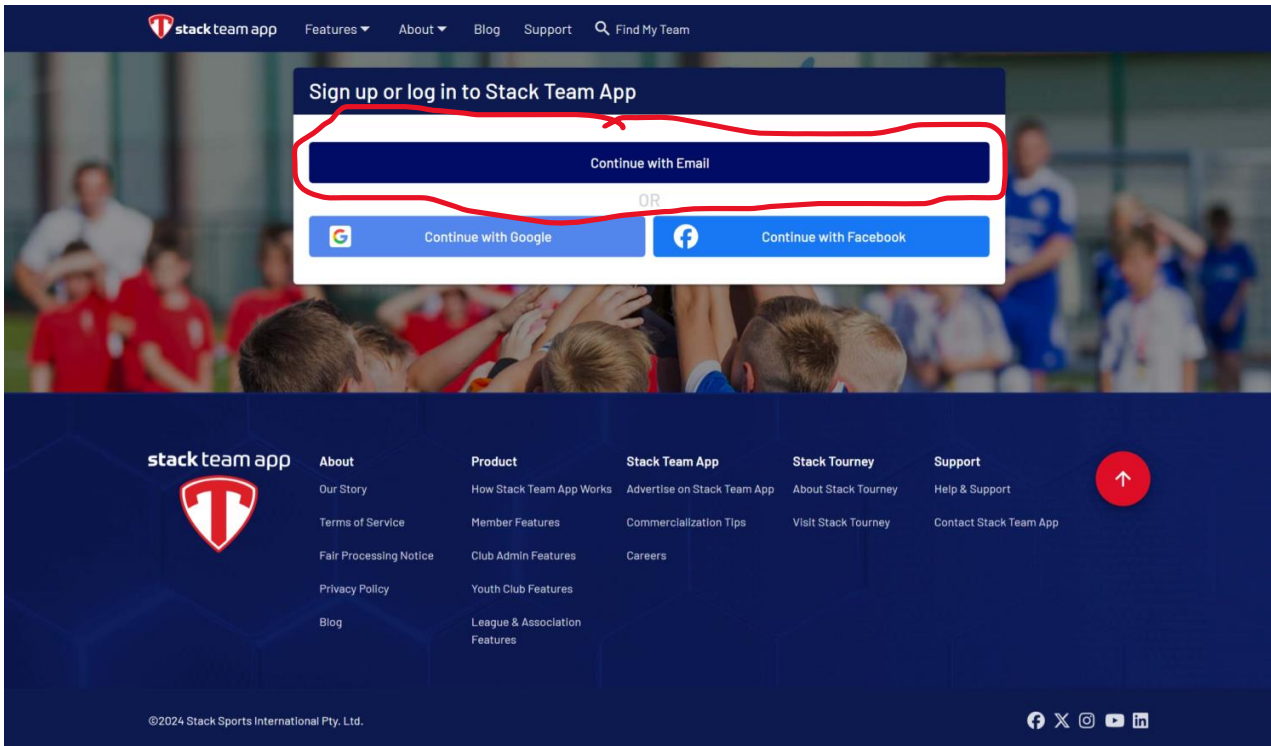 stack team app Features About Blog Support Find My Team
Sign up or log in to Stack Team App
Continue with Email
OR
Continue with Google Continue with Facebook
stack team app
About
Our Story
Terms of Service
Fair Processing Notice
Privacy Policy
Blog
Product
How Stack Team App Works
Member Features
Club Admin Features
Youth Club Features
League & Association
Features
Stack Team App
Advertise on Stack Team App
Commercialization Tips
Careers
Stack Tourney
About Stack Tourney
Visit Stack Tourney
Support
Help & Support
Contact Stack Team App
©2024 Stack Sports International Pty. Ltd.